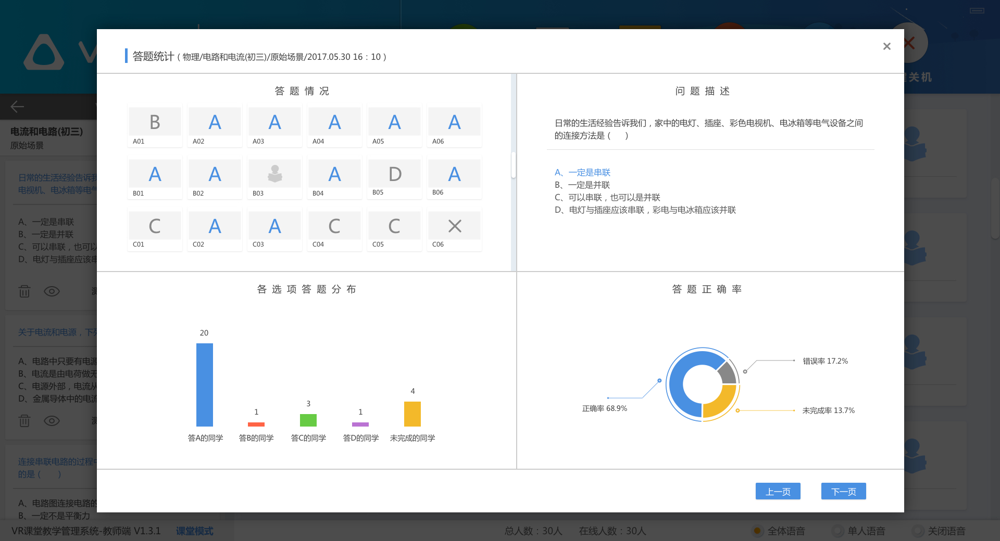 答题统计 ( 物理/电路和电流(初三)/原始场景/2017.05.30 16：10 )
关机
电流和电路(初三)
原始场景
日常的生活经验告诉我
电视机、电冰箱等电气
A、一定是串联
B、一定是并联
C、可以串联，也可以
D、电灯与插座应该串
关于电流和电源，下列
A、电路中只要有电源
B、电流是由电荷做无
C、电源外部，电流从
D、金属导体中的电流
连接串联电路的过程中
的是 (  )
A、电路图连接电路的
B、一定不是平衡力
答题情况
B A A A A A
A01 A02 A03 A04 A05 A06
A A A D A
B01 B02 B03 B04 B05 B06
C A A C C ×
C01 C02 C03 C04 C05 C06
问题描述
日常的生活经验告诉我们，家中的电灯、插座、彩色电视机、电冰箱等电气设备之间
的连接方法是 (  )
A、一定是串联
B、一定是并联
C、可以串联，也可以是并联
D、电灯与插座应该串联，彩电与电冰箱应该并联
各选项答题分布
20
1
3
1
4
答A的同学 答B的同学 答C的同学 答D的同学 未完成的同学
答题正确率
错误率 17.2%
正确率 68.9%
未完成率 13.7%
上一页 下一页
VR课堂教学管理系统-教师端 V1.3.1 课堂模式 总人数：30人 在线人数：30人 全体语音 单人语音 关闭语音